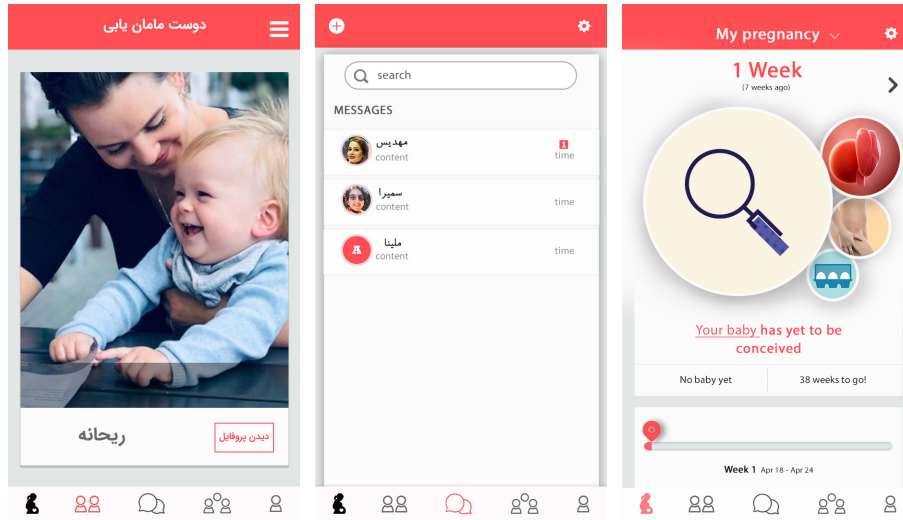 دوست مامان یابی
ریحانه
دیدن پروفایل
search
MESSAGES
مهدیس
content
1
time
سمیرا
content
time
A
ملینا
content
time
My pregnancy
1 Week
(7 weeks ago)
Your baby has yet to be
conceived
No baby yet
38 weeks to go!
Week 1 Apr 18 - Apr 24